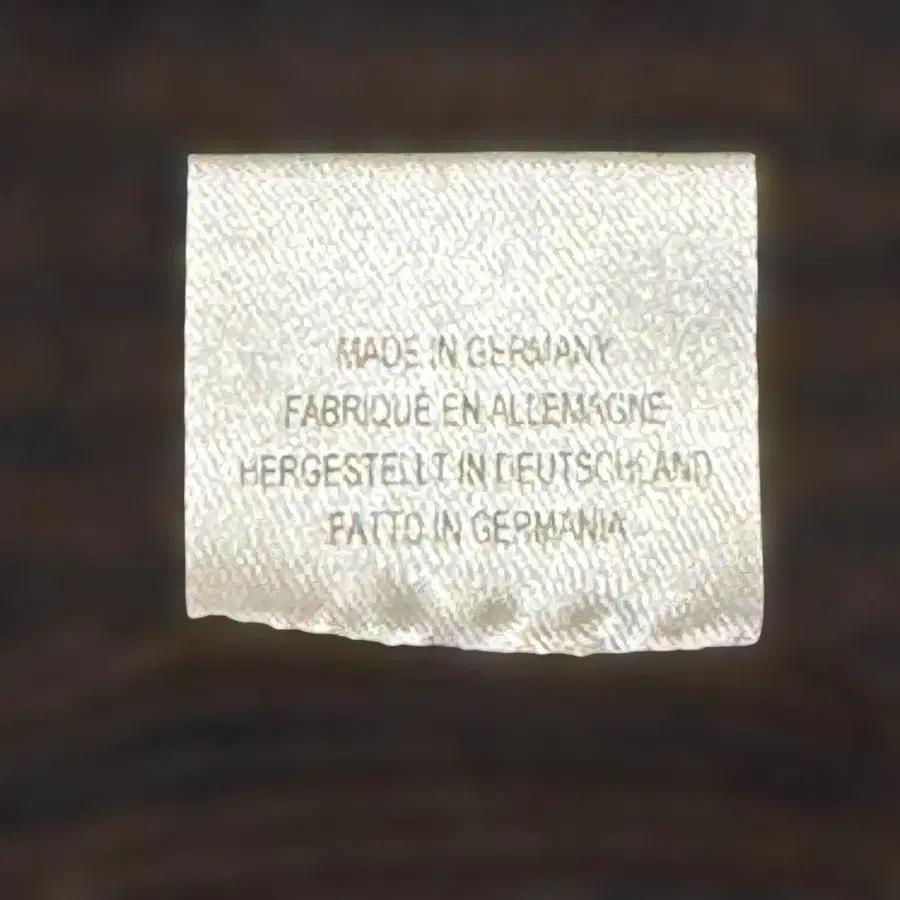 MADE IN GERMANY
FABRIQUÉ EN ALLEMAGNE
HERGESTELLT IN DEUTSCHLAND
FATTO IN GERMANIA